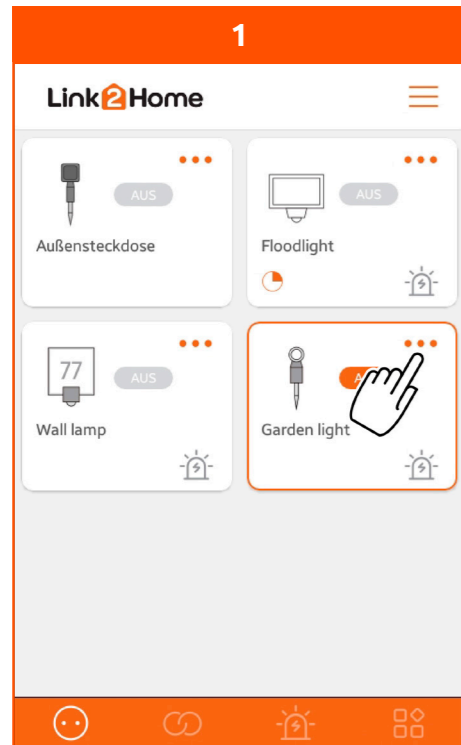 1
Link2Home
AUS
Außensteckdose
AUS
Floodlight
77
AUS
Wall lamp
Garden light